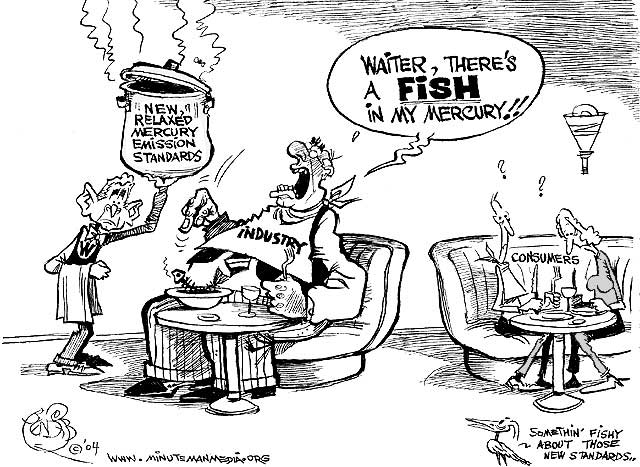 WAITER, THERE'S
A FISH
IN MY MERCURY!!
"NEW,"
RELAXED
MERCURY
EMISSION
STANDARDS
W
INDUSTRY
?
?
?
CONSUMERS
©'04
WWW.MINUTEMANMEDIA.ORG
SOMETHIN' FISHY
ABOUT THOSE
NEW STANDARDS..